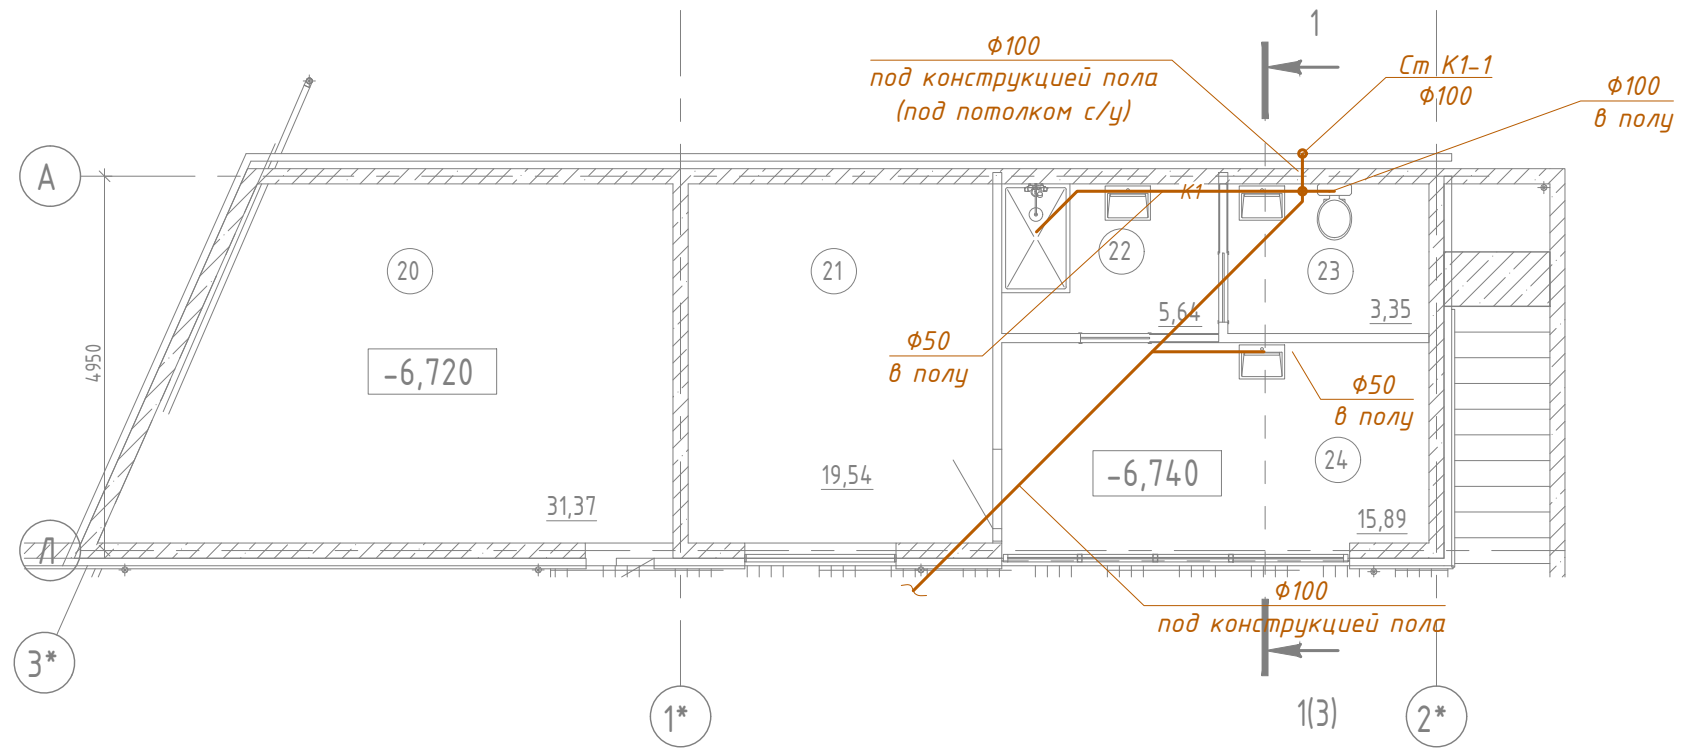 1
Ф100
под конструкцией пола
(под потолком с/у)
Ст К1-1
Ф100
Ф100
в полу
А
К1
20
21
22
23
5,64
3,35
4950
-6,720
Ф50
в полу
Ф50
в полу
19,54
-6,740
24
31,37
15,89
Л
Ф100
под конструкцией пола
3*
1*
1(3)
2*